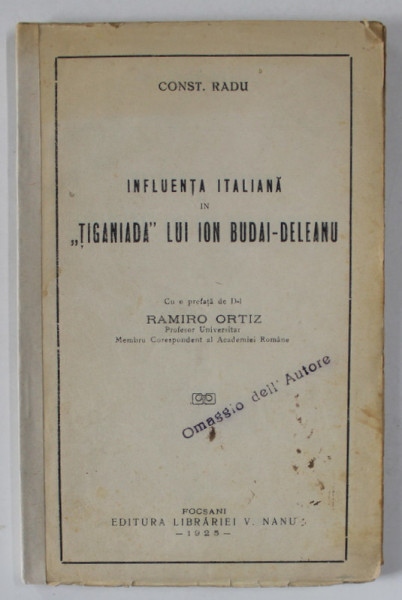 CONST. RADU
INFLUENȚA ITALIANĂ
IN
„ȚIGANIADA” LUI ION BUDAI-DELEANU
Cu o prefață de D-l
RAMIRO ORTIZ
Profesor Universitar
Membru Corespondent al Academiei Române
Omaggio dell' Autore
FOCSANI
EDITURA LIBRĂRIEI V. NANU
—1925—